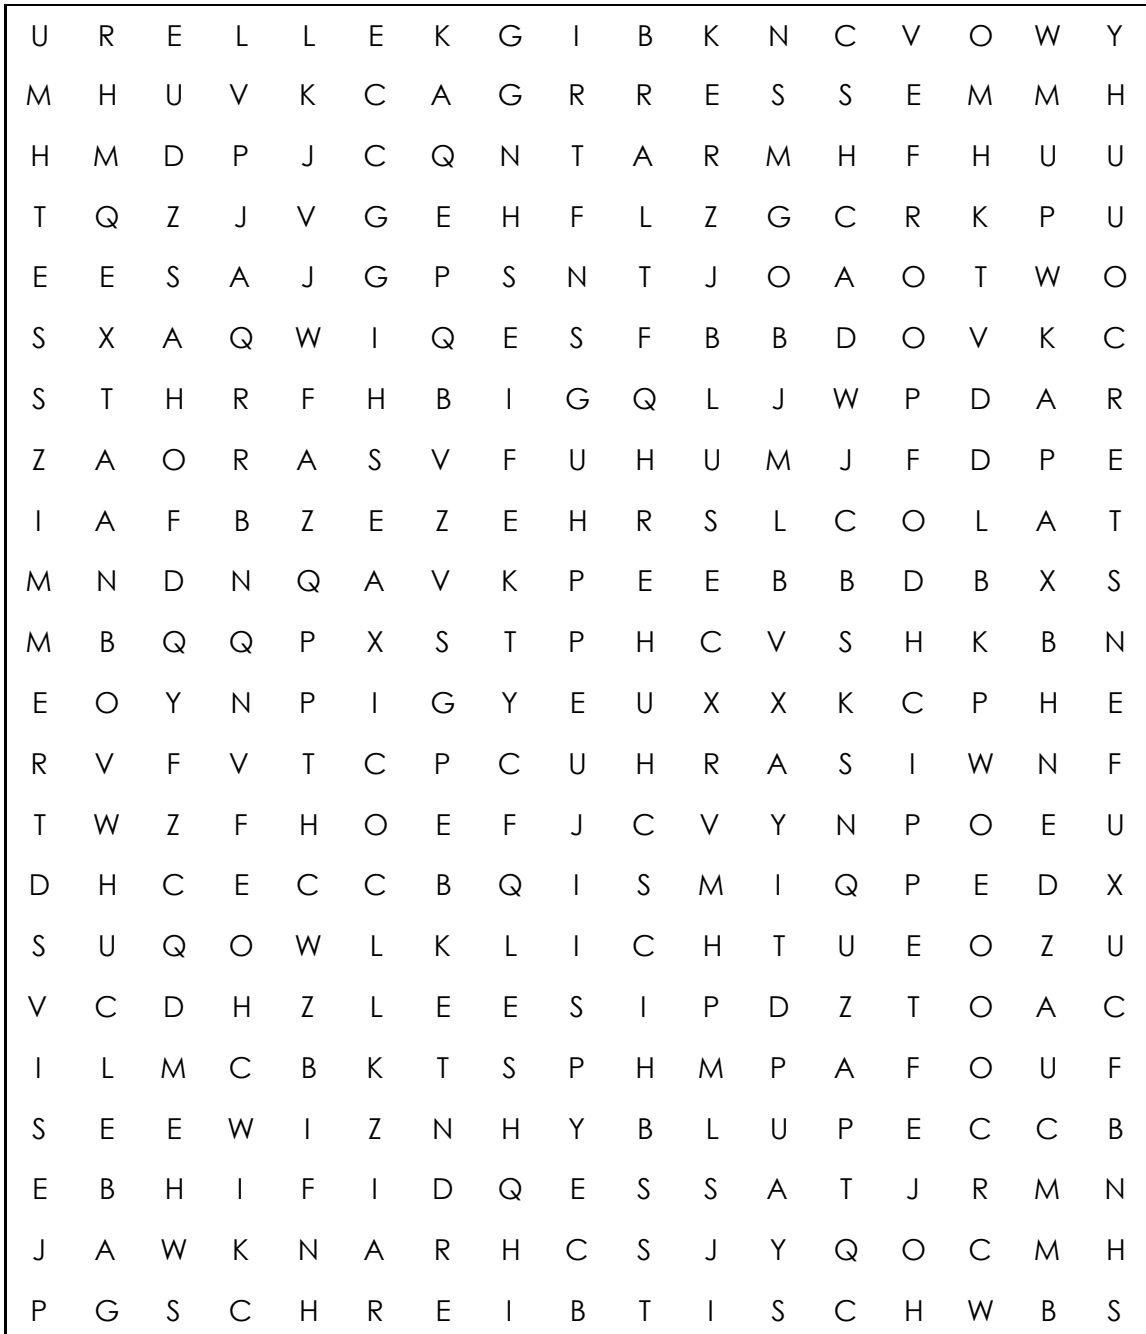 U R E L L E K G I B K N C V O W Y
M H U V K C A G R R E S S E M M H
H M D P J C Q N T A R M H F H U U
T Q Z J V G E H F L Z G C R K P U
E E S A J G P S N T J O A O T W O
S X A Q W I Q E S F B B D O V K C
S T H R F H B I G Q L J W P D A R
Z A O R A S V F U H U M J F D P E
I A F B Z E Z E H R S L C O L A T
M N D N Q A V K P E E B B D B X S
M B Q Q P X S T P H C V S H K B N
E O Y N P I G Y E U X X K C P H E
R V F V T C P C U H R A S I W N F
T W Z F H O E F J C V Y N P O E U
D H C E C C B Q I S M I Q P E D X
S U Q O W L K L I C H T U E O Z U
V C D H Z L E E S I P D Z T O A C
I L M C B K T S P H M P A F O U F
S E E W I Z N H Y B L U P E C C B
E B H I F I D Q E S S A T J R M N
J A W K N A R H C S J Y Q O C M H
P G S C H R E I B T I S C H W B S